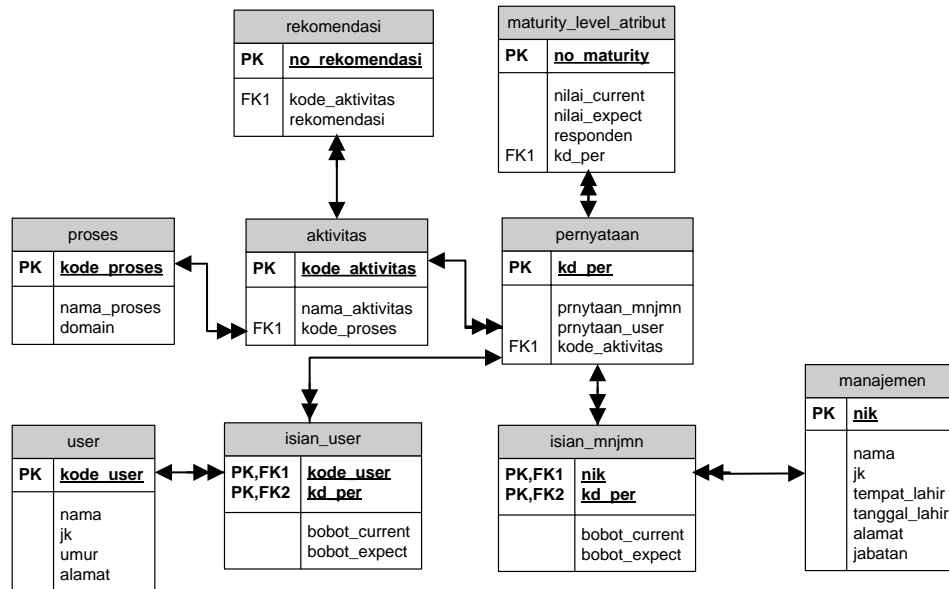 rekomendasi
PK no_rekomendasi
FK1 kode_aktivitas
rekomendasi
maturity_level_atribut
PK no_maturity
nilai_current
nilai_expect
responden
FK1 kd_per
proses
PK kode_proses
nama_proses
domain
aktivitas
PK kode_aktivitas
nama_aktivitas
FK1 kode_proses
pernyataan
PK kd_per
prnytaan_mnjmn
prnytaan_user
FK1 kode_aktivitas
user
PK kode_user
nama
jk
umur
alamat
isian_user
PK,FK1 kode_user
PK,FK2 kd_per
bobot_current
bobot_expect
isian_mnjmn
PK,FK1 nik
PK,FK2 kd_per
bobot_current
bobot_expect
manajemen
PK nik
nama
jk
tempat_lahir
tanggal_lahir
alamat
jabatan